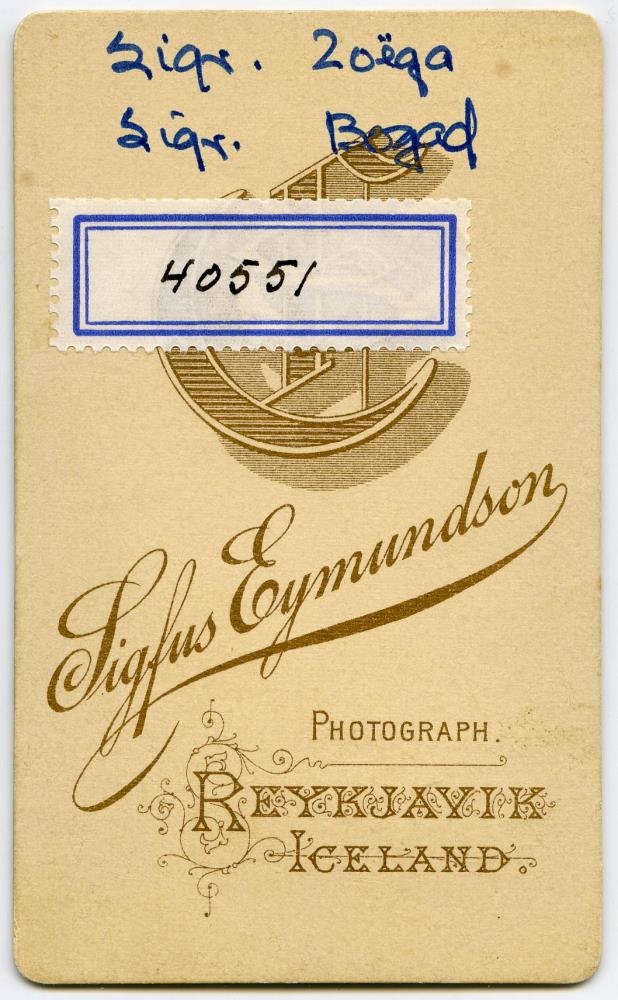 Sigr. Zoëga
Sigr. Bogad
40551
Sigfus Eymundson
PHOTOGRAPH.
REYKJAVIK
ICELAND.